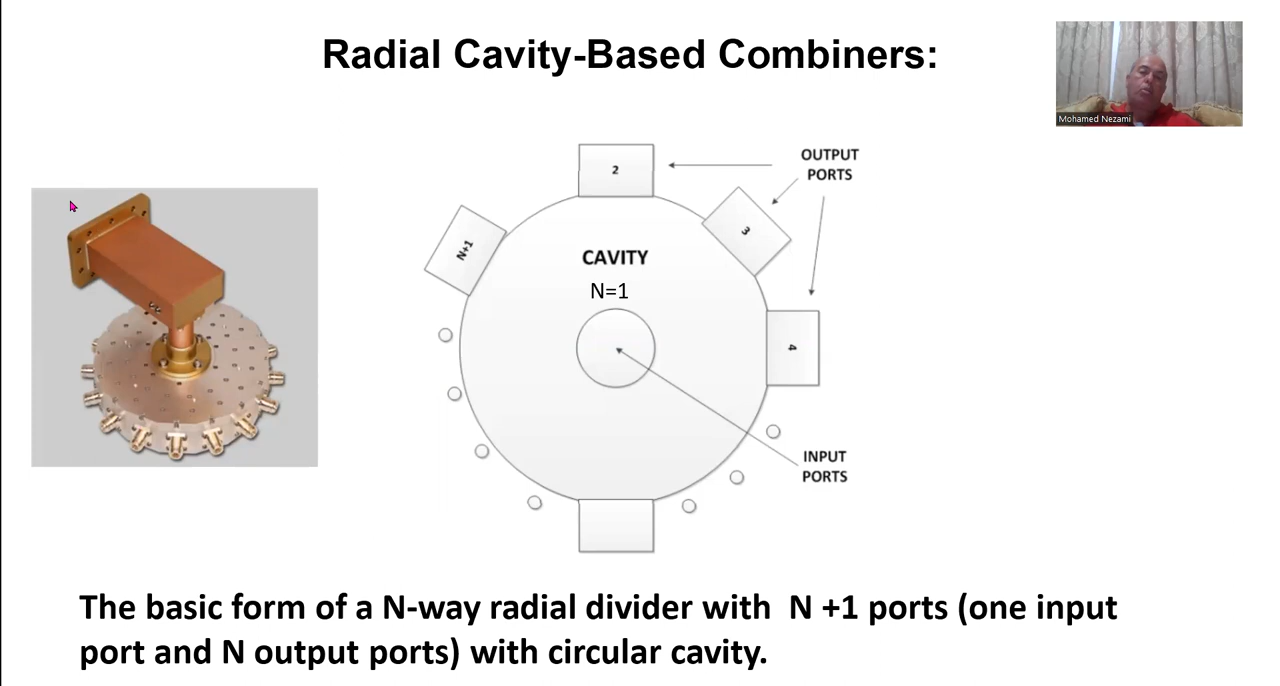 Radial Cavity-Based Combiners:
Mohamed Nezami
OUTPUT
PORTS
2
3
N+1
CAVITY
N=1
4
INPUT
PORTS
The basic form of a N-way radial divider with  N +1 ports (one input
port and N output ports) with circular cavity.